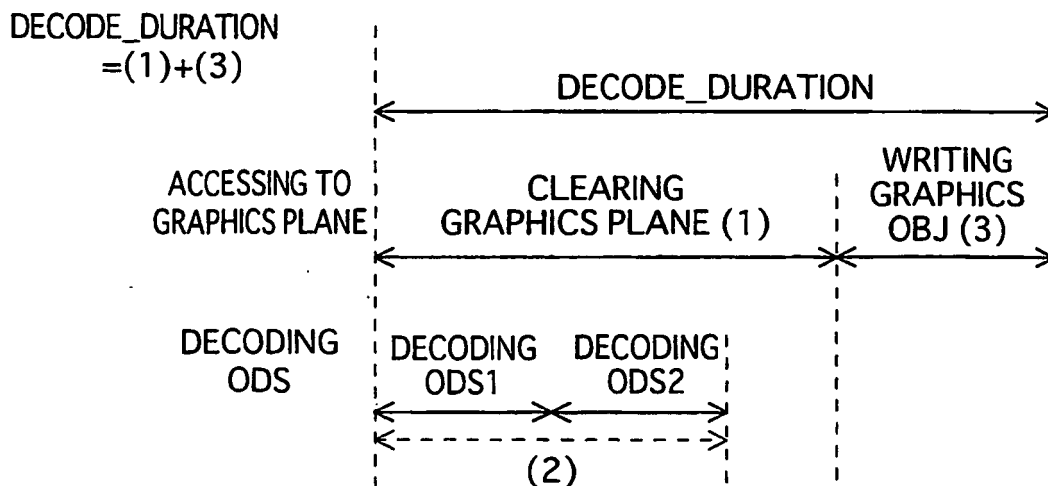 DECODE_DURATION
=(1)+(3)
DECODE_DURATION
ACCESSING TO
GRAPHICS PLANE
CLEARING
GRAPHICS PLANE (1)
WRITING
GRAPHICS
OBJ (3)
DECODING
ODS
DECODING
ODS1
DECODING
ODS2
(2)